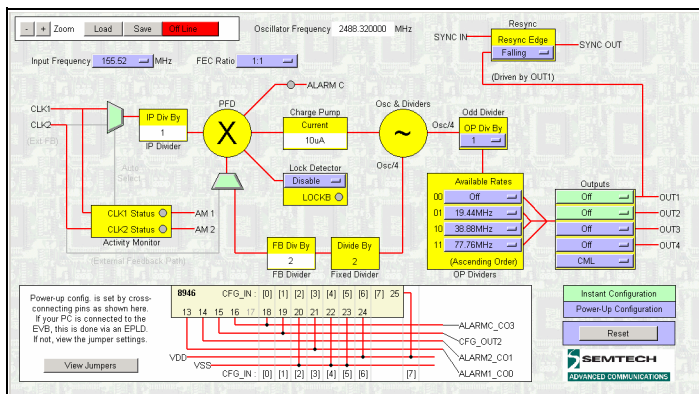 - + Zoom Load Save Off Line Oscillator Frequency 2488.320000 MHz
Input Frequency 155.52 MHz FEC Ratio 1:1
Resync
SYNC IN Resync Edge SYNC OUT
Falling
(Driven by OUT1)
ALARM C
CLK1
CLK2
(Ext FB)
IP Div By
1
IP Divider
PFD
X
Charge Pump
Current
10uA
Osc & Dividers
~
Osc/4
Osc/4
Odd Divider
OP Div By
1
Auto
Select
Lock Detector
Disable
LOCKB
CLK1 Status AM 1
CLK2 Status AM 2
Activity Monitor
(External Feedback Path)
FB Div By
2
FB Divider
Divide By
2
Fixed Divider
Available Rates
00 Off
01 19.44MHz
10 38.88MHz
11 77.76MHz
(Ascending Order)
OP Dividers
Outputs
Off OUT1
Off OUT2
Off OUT3
Off OUT4
CML
Power-up config. is set by cross-
connecting pins as shown here.
If your PC is connected to the
EVB, this is done via an EPLD.
If not, view the jumper settings.
View Jumpers
8946 CFG_IN : [0] [1] [2] [3] [4] [5] [6] [7] 25
13 14 15 16 17 18 19 20 21 22 23 24
ALARMC_CO3
CFG_OUT2
VDD ALARM2_CO1
VSS
CFG_IN : [0] [1] [2] [3] [4] [5] [6] [7] ALARM1_CO0
Instant Configuration
Power-Up Configuration
Reset
SEMTECH
ADVANCED COMMUNICATIONS